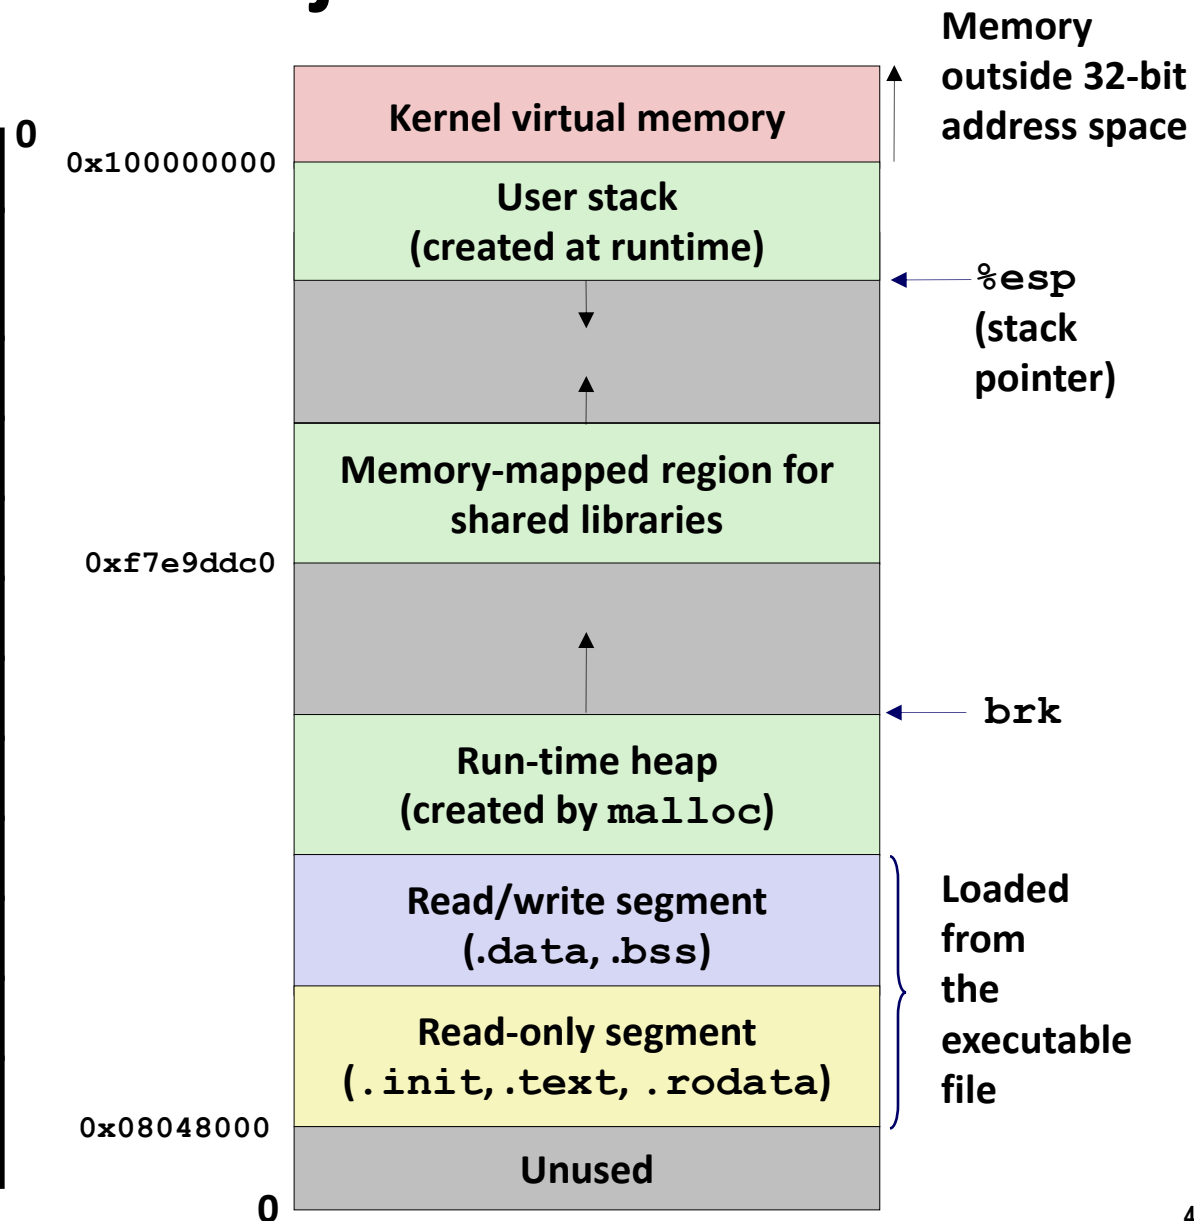 Memory
outside 32-bit
address space
Kernel virtual memory
0
0x100000000
User stack
(created at runtime)
%esp
(stack
pointer)
Memory-mapped region for
shared libraries
0xf7e9ddc0
brk
Run-time heap
(created by malloc)
Read/write segment
(.data, .bss)
Loaded
from
the
executable
file
Read-only segment
(.init, .text, .rodata)
0x08048000
Unused
0
4